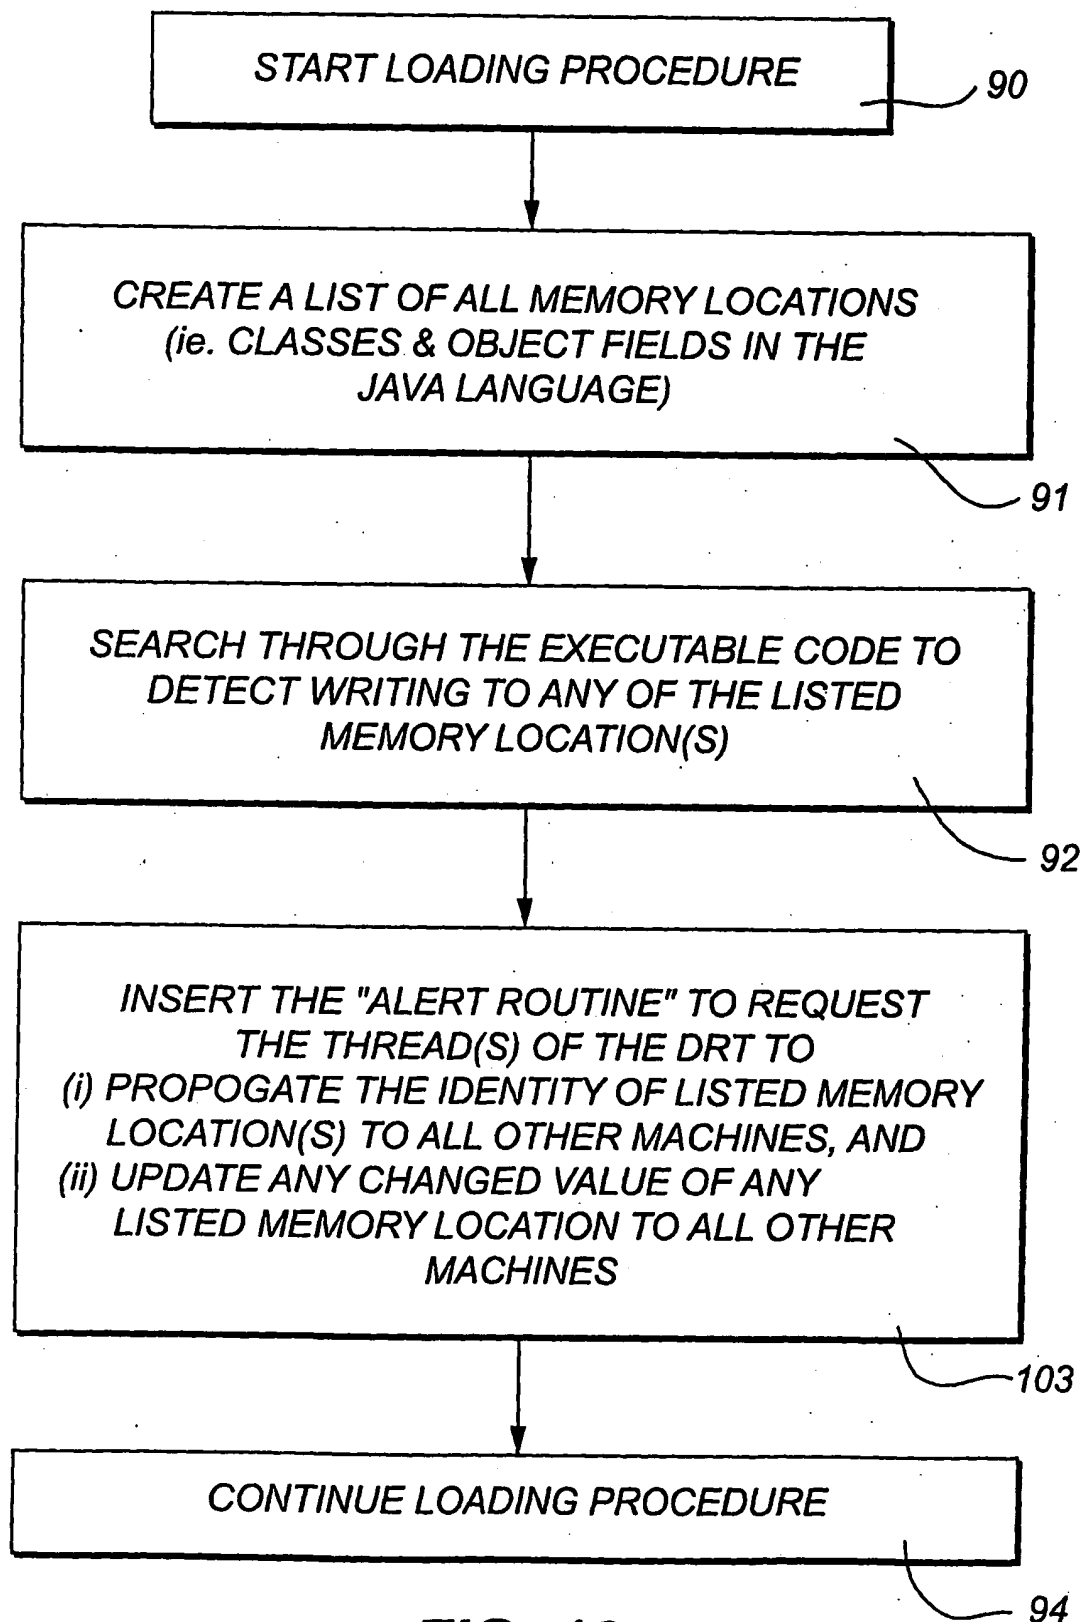 START LOADING PROCEDURE
90
CREATE A LIST OF ALL MEMORY LOCATIONS
(ie. CLASSES & OBJECT FIELDS IN THE
JAVA LANGUAGE)
91
SEARCH THROUGH THE EXECUTABLE CODE TO
DETECT WRITING TO ANY OF THE LISTED
MEMORY LOCATION(S)
92
INSERT THE "ALERT ROUTINE" TO REQUEST
THE THREAD(S) OF THE DRT TO
(i) PROPOGATE THE IDENTITY OF LISTED MEMORY
LOCATION(S) TO ALL OTHER MACHINES, AND
(ii) UPDATE ANY CHANGED VALUE OF ANY
LISTED MEMORY LOCATION TO ALL OTHER
MACHINES
103
CONTINUE LOADING PROCEDURE
94